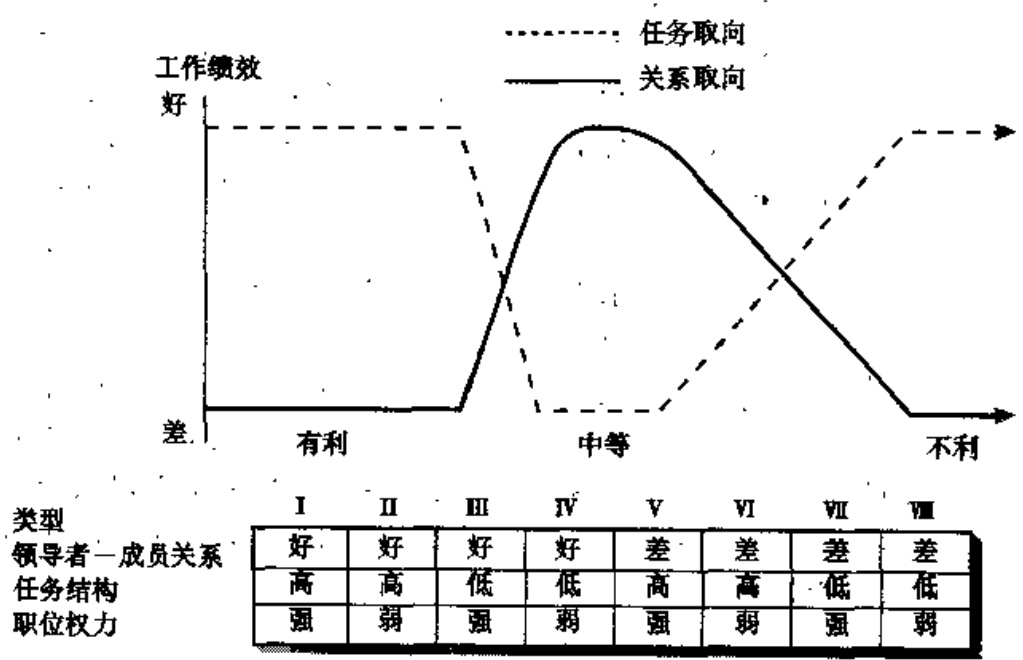 任务取向
关系取向
工作绩效
好
差
有利 中等 不利
类型 Ⅰ Ⅱ Ⅲ Ⅳ Ⅴ Ⅵ Ⅶ Ⅷ
领导者—成员关系 好 好 好 好 差 差 差 差
任务结构 高 高 低 低 高 高 低 低
职位权力 强 弱 强 弱 强 弱 强 弱